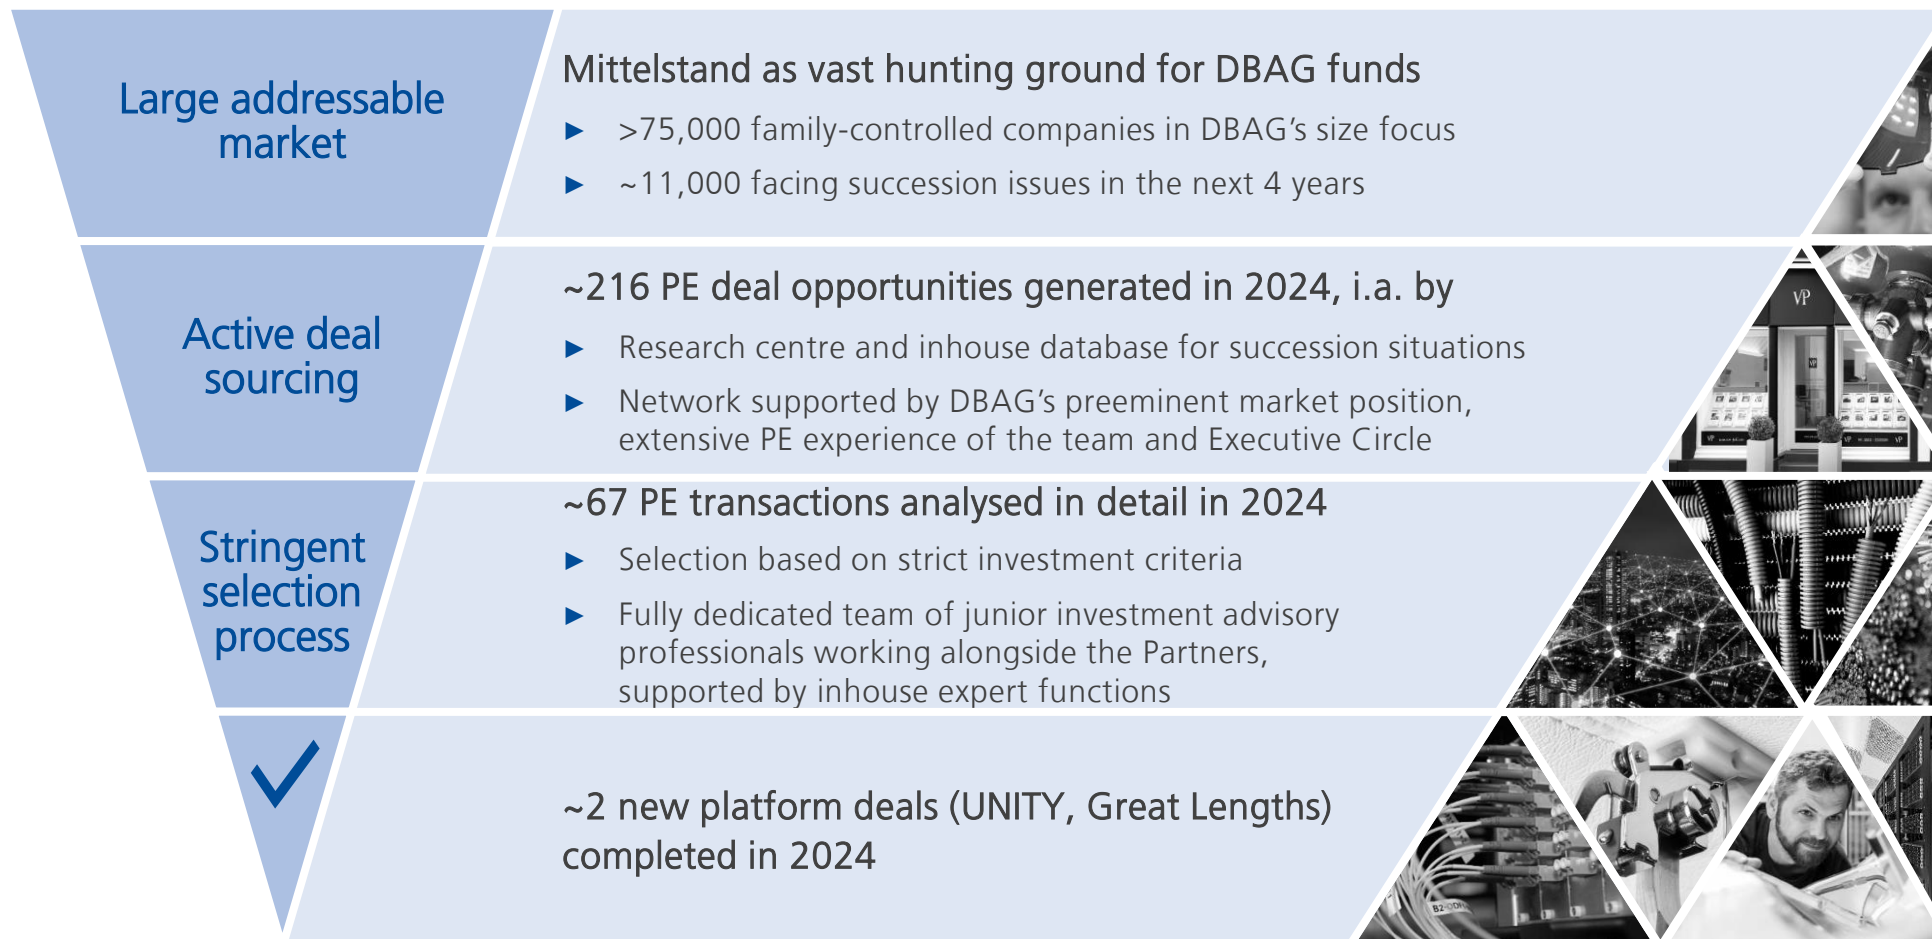 Large addressable
market
Mittelstand as vast hunting ground for DBAG funds
► >75,000 family-controlled companies in DBAG’s size focus
► ~11,000 facing succession issues in the next 4 years
Active deal
sourcing
~216 PE deal opportunities generated in 2024, i.a. by
► Research centre and inhouse database for succession situations
► Network supported by DBAG’s preeminent market position,
extensive PE experience of the team and Executive Circle
Stringent
selection
process
~67 PE transactions analysed in detail in 2024
► Selection based on strict investment criteria
► Fully dedicated team of junior investment advisory
professionals working alongside the Partners,
supported by inhouse expert functions
~2 new platform deals (UNITY, Great Lengths)
completed in 2024
VP
VP
VP
VP
VP